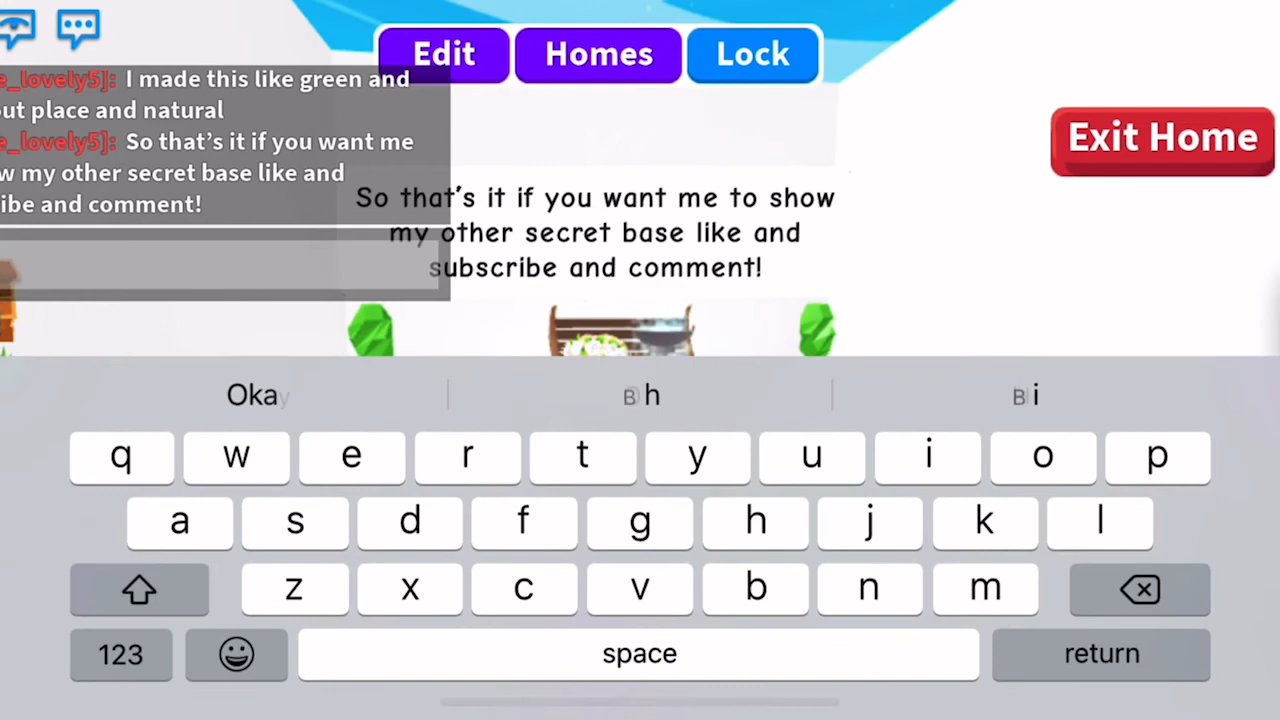 Edit Homes Lock
e_lovely5]: I made this like green and
out place and natural
e_lovely5]: So that's it if you want me
w my other secret base like and
ibe and comment!
Exit Home
So that's it if you want me to show
my other secret base like and
subscribe and comment!
Okay
q w e r t y u i o p
a s d f g h j k l
z x c v b n m
123 space return